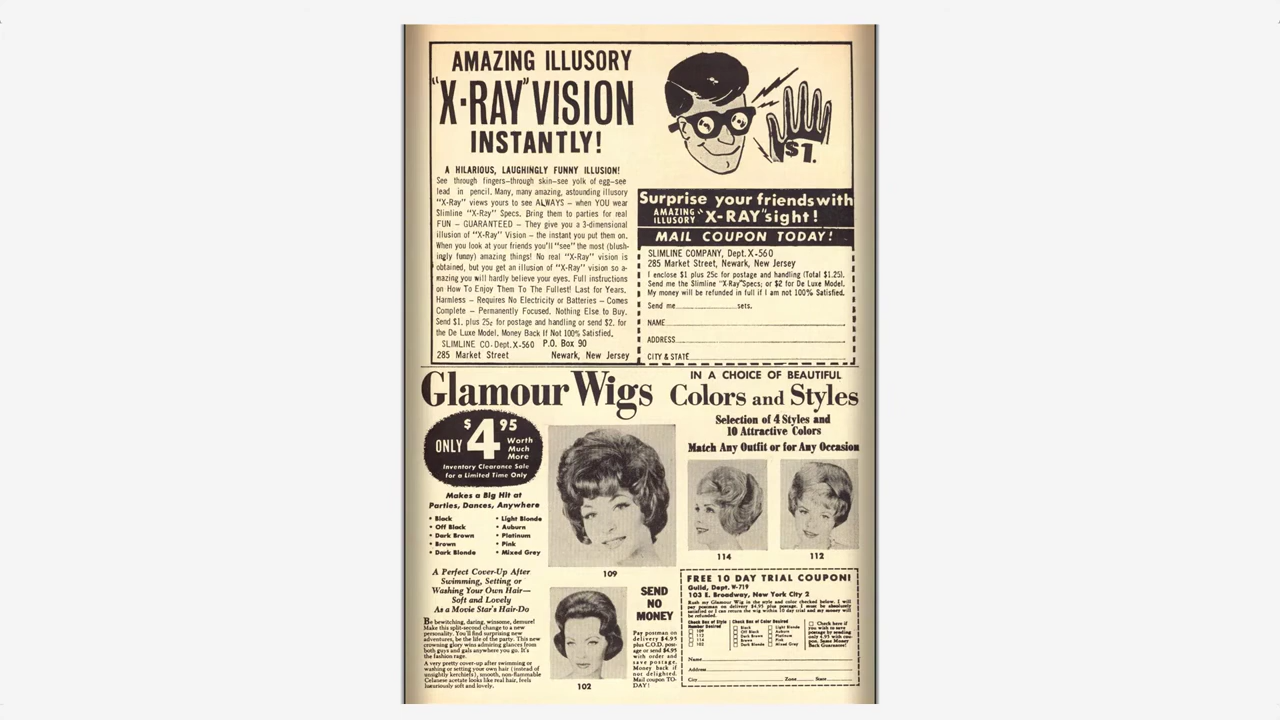 AMAZING ILLUSORY
"X-RAY" VISION
INSTANTLY!
A HILARIOUS, LAUGHINGLY FUNNY ILLUSION!
See through fingers—through skin—see yolk of egg—see
lead in pencil. Many, many amazing, astounding illusory
"X-Ray" views yours to see ALWAYS — when YOU wear
Slimline "X-Ray" Specs. Bring them to parties for real
FUN — GUARANTEED — They give you a 3-dimensional
illusion of "X-Ray" Vision — the instant you put them on.
When you look at your friends you'll "see" the most (blush-
ingly funny) amazing things! No real "X-Ray" vision is
obtained, but you get an illusion of "X-Ray" vision so a-
mazing you will hardly believe your eyes. Full instructions
on How To Enjoy Them To The Fullest! Last for Years.
Harmless — Requires No Electricity or Batteries — Comes
Complete — Permanently Focused. Nothing Else to Buy.
Send $1. plus 25¢ for postage and handling or send $2. for
the De Luxe Model. Money Back If Not 100% Satisfied.
SLIMLINE CO. Dept. X-560 P.O. Box 90
285 Market Street Newark, New Jersey
$1.
Surprise your friends with
AMAZING ILLUSORY "X-RAY" sight!
MAIL COUPON TODAY!
SLIMLINE COMPANY, Dept. X-560
285 Market Street, Newark, New Jersey
I enclose $1 plus 25c for postage and handling (Total $1.25).
Send me the Slimline "X-Ray" Specs; or $2 for De Luxe Model.
My money will be refunded in full if I am not 100% Satisfied.
Send me sets.
NAME
ADDRESS
CITY & STATE
Glamour Wigs
IN A CHOICE OF BEAUTIFUL
Colors and Styles
Selection of 4 Styles and
10 Attractive Colors
Match Any Outfit or for Any Occasion
ONLY $4.95
Worth
Much
More
Inventory Clearance Sale
for a Limited Time Only
Makes a Big Hit at
Parties, Dances, Anywhere
• Black • Light Blonde
• Off Black • Auburn
• Dark Brown • Platinum
• Brown • Pink
• Dark Blonde • Mixed Grey
A Perfect Cover-Up After
Swimming, Setting or
Washing Your Own Hair—
Soft and Lovely
As a Movie Star's Hair-Do
Be bewitching, daring, winsome, demure!
Make this split-second change to a new
personality. You'll find surprising new
adventures, be the life of the party. This new
crowning glory wins admiring glances from
both guys and gals anywhere you go. It's
the fashion rage.
A very pretty cover-up after swimming or
washing or setting your own hair (instead of
unsightly kerchiefs), smooth, non-flammable
Celanese acetate looks like real hair, feels
luxuriously soft and lovely.
109
102
114
112
SEND
NO
MONEY
Pay postman on
delivery $4.95
plus C.O.D. post-
age or send $4.95
with order and
save postage.
Money back if
not delighted.
Mail coupon TO-
DAY!
FREE 10 DAY TRIAL COUPON!
Guild, Dept. W-719
103 E. Broadway, New York City 2
Rush my Glamour Wig in the style and color checked below. I will
pay postman on delivery $4.95 plus postage. I must be absolutely
satisfied or I can return the wig within 10 day trial and my money will
be refunded.
Check Box of Style
Number Desired
109
112
114
102
Check Box of Color Desired
Black Light Blonde
Off Black Auburn
Dark Brown Platinum
Brown Pink
Dark Blonde Mixed Grey
Check here if
you wish to save
postage by sending
only 4.95 with cou-
pon. Same Money
Back Guarantee!
Name
Address
City Zone State